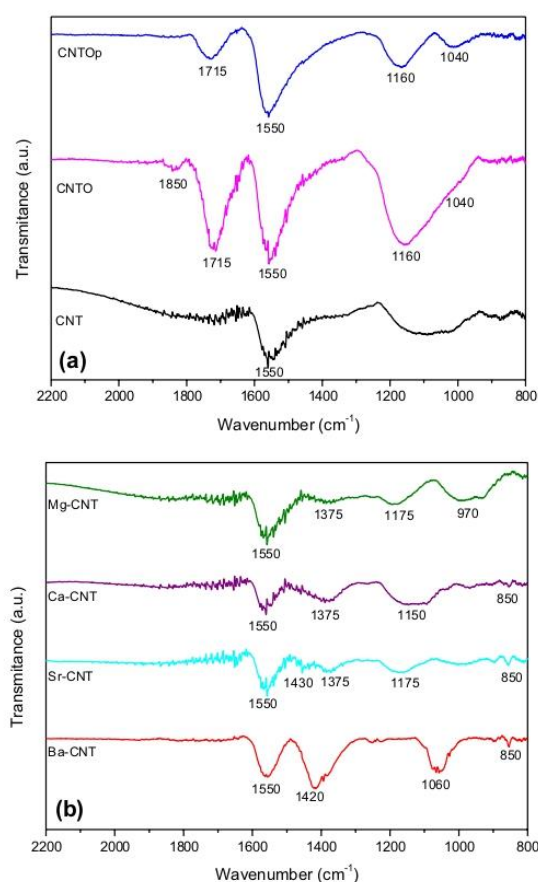 CNTOp
1715
1160
1040
1550
1850
CNTO
1040
1715
1550
1160
CNT
1550
(a)
2200 2000 1800 1600 1400 1200 1000 800
Wavenumber (cm-1)
Transmitance (a.u.)
Mg-CNT
1375
1175
970
1550
Ca-CNT
1375
1150
850
1550
Sr-CNT
1430
1375
1175
850
1550
Ba-CNT
850
1550
1420
1060
(b)
2200 2000 1800 1600 1400 1200 1000 800
Wavenumber (cm-1)
Transmitance (a.u.)